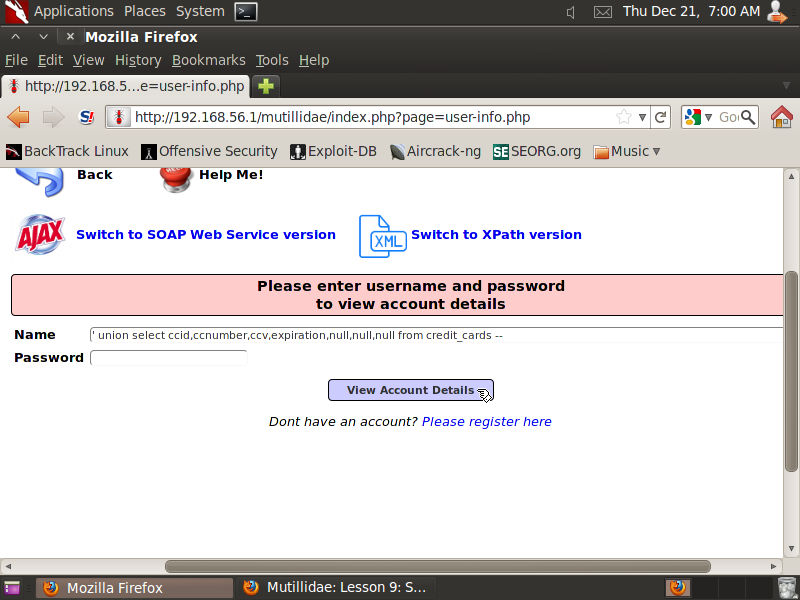 Applications Places System Thu Dec 21, 7:00 AM
Mozilla Firefox
File Edit View History Bookmarks Tools Help
http://192.168.5...e=user-info.php
S! http://192.168.56.1/mutillidae/index.php?page=user-info.php Goo
BackTrack Linux Offensive Security Exploit-DB Aircrack-ng SE SEORG.org Music
Back Help Me!
AJAX Switch to SOAP Web Service version XML Switch to XPath version
Please enter username and password
to view account details
Name ' union select ccid,ccnumber,ccv,expiration,null,null,null from credit_cards --
Password
View Account Details
Dont have an account? Please register here
Mozilla Firefox Mutillidae: Lesson 9: S...